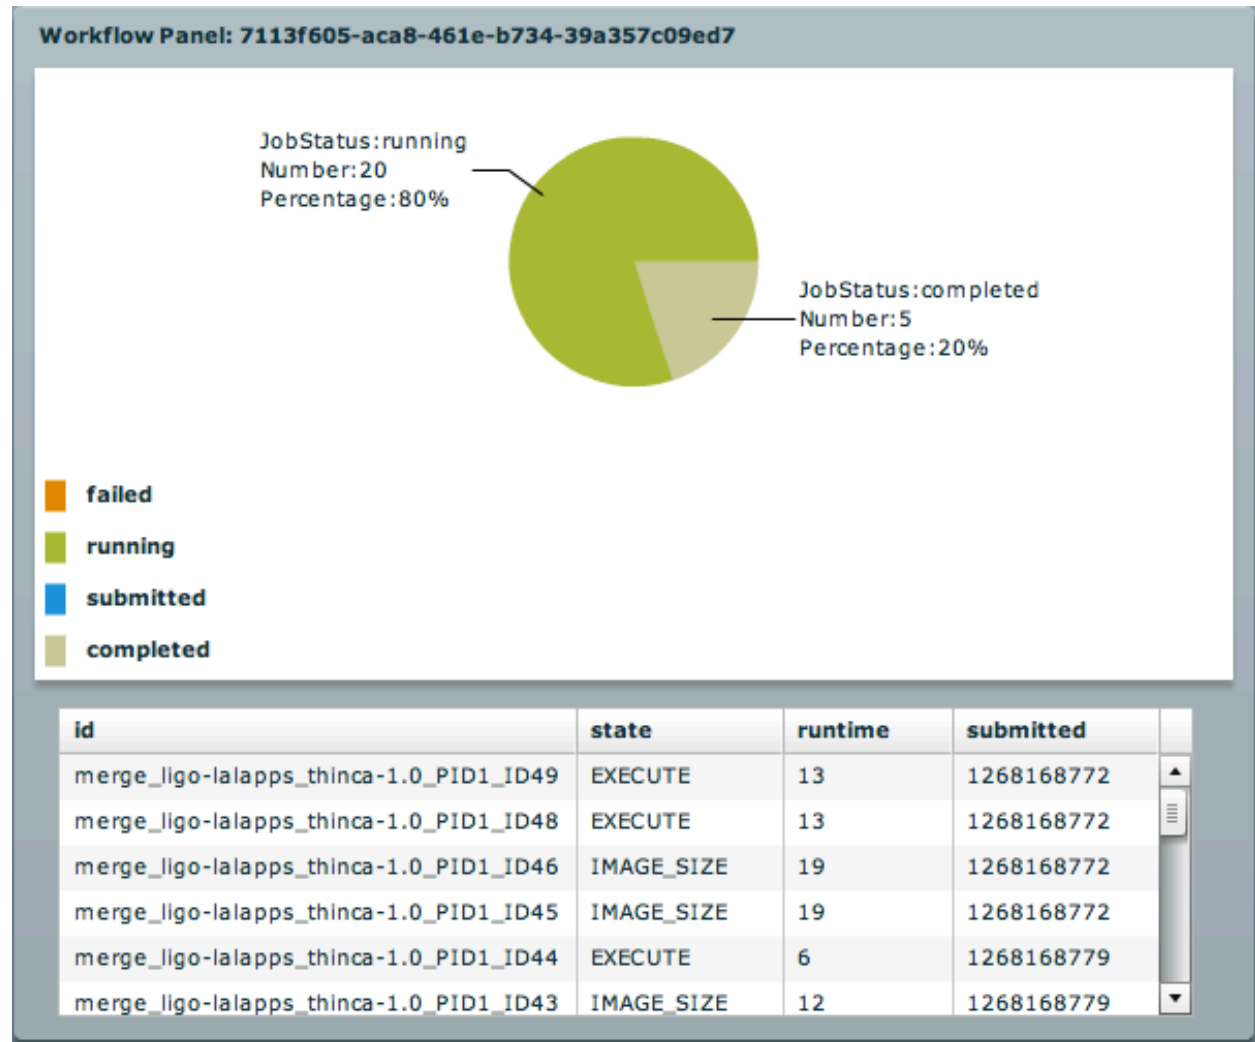 Workflow Panel: 7113f605-aca8-461e-b734-39a357c09ed7
JobStatus:running
Number:20
Percentage:80%
JobStatus:completed
Number:5
Percentage:20%
failed
running
submitted
completed
id state runtime submitted
merge_ligo-lalapps_thinca-1.0_PID1_ID49 EXECUTE 13 1268168772
merge_ligo-lalapps_thinca-1.0_PID1_ID48 EXECUTE 13 1268168772
merge_ligo-lalapps_thinca-1.0_PID1_ID46 IMAGE_SIZE 19 1268168772
merge_ligo-lalapps_thinca-1.0_PID1_ID45 IMAGE_SIZE 19 1268168772
merge_ligo-lalapps_thinca-1.0_PID1_ID44 EXECUTE 6 1268168779
merge_ligo-lalapps_thinca-1.0_PID1_ID43 IMAGE_SIZE 12 1268168779